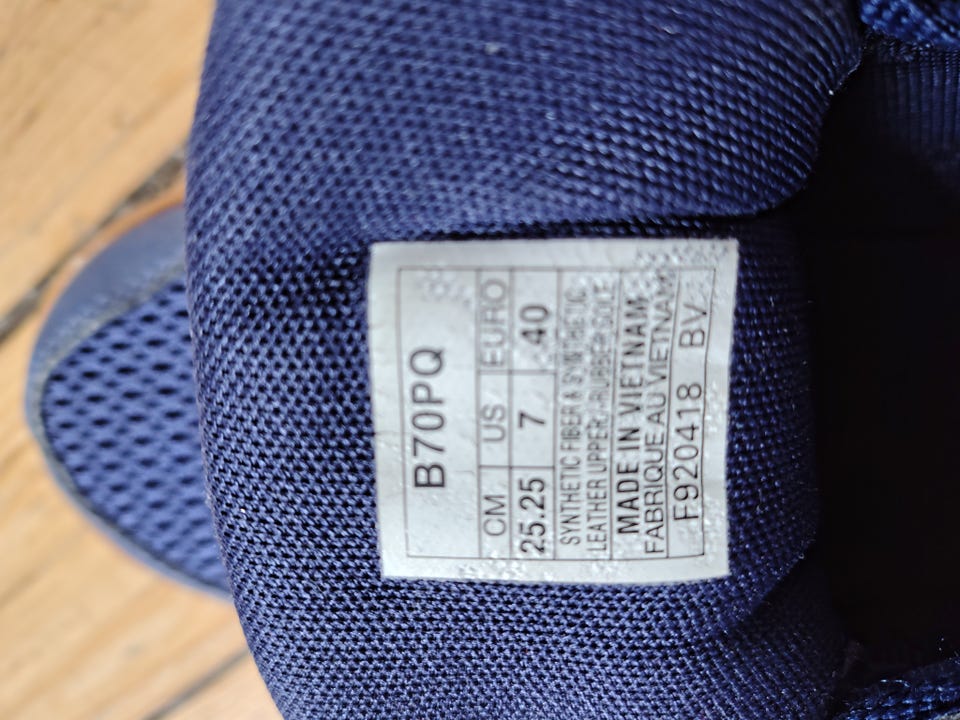 B70PQ
CM US EURO
25.25 7 40
SYNTHETIC FIBER & SYNTHETIC
LEATHER UPPER/RUBBER SOLE
MADE IN VIETNAM
FABRIQUE AU VIETNAM
F920418 BV